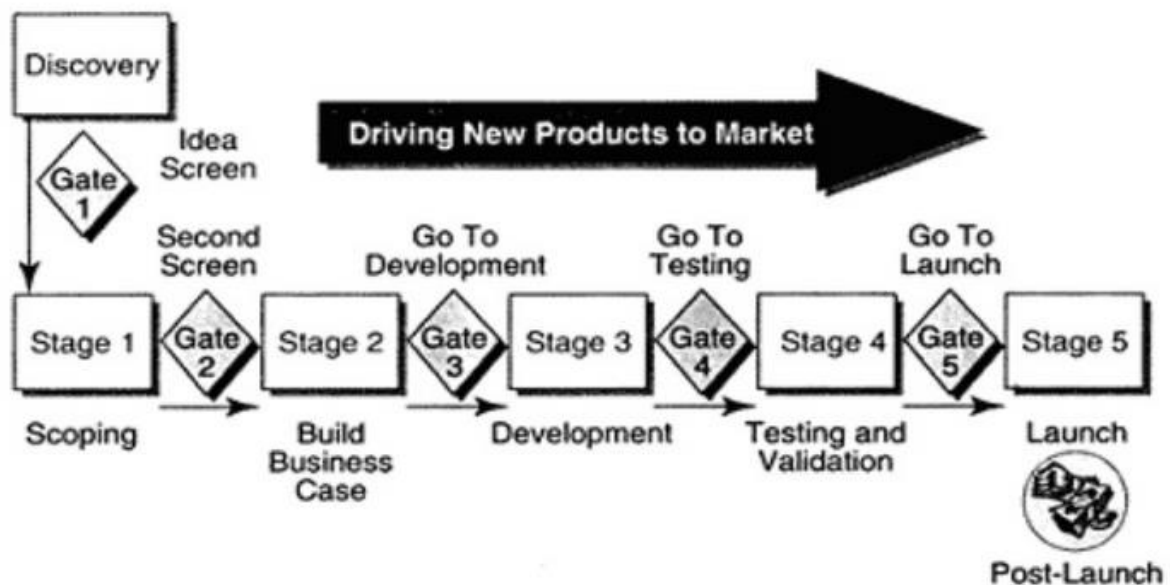 Discovery
Driving New Products to Market
Idea
Screen
Gate
1
Second
Screen
Go To
Development
Go To
Testing
Go To
Launch
Stage 1
Gate
2
Stage 2
Gate
3
Stage 3
Gate
4
Stage 4
Gate
5
Stage 5
Scoping
Build
Business
Case
Development
Testing and
Validation
Launch
Post-Launch